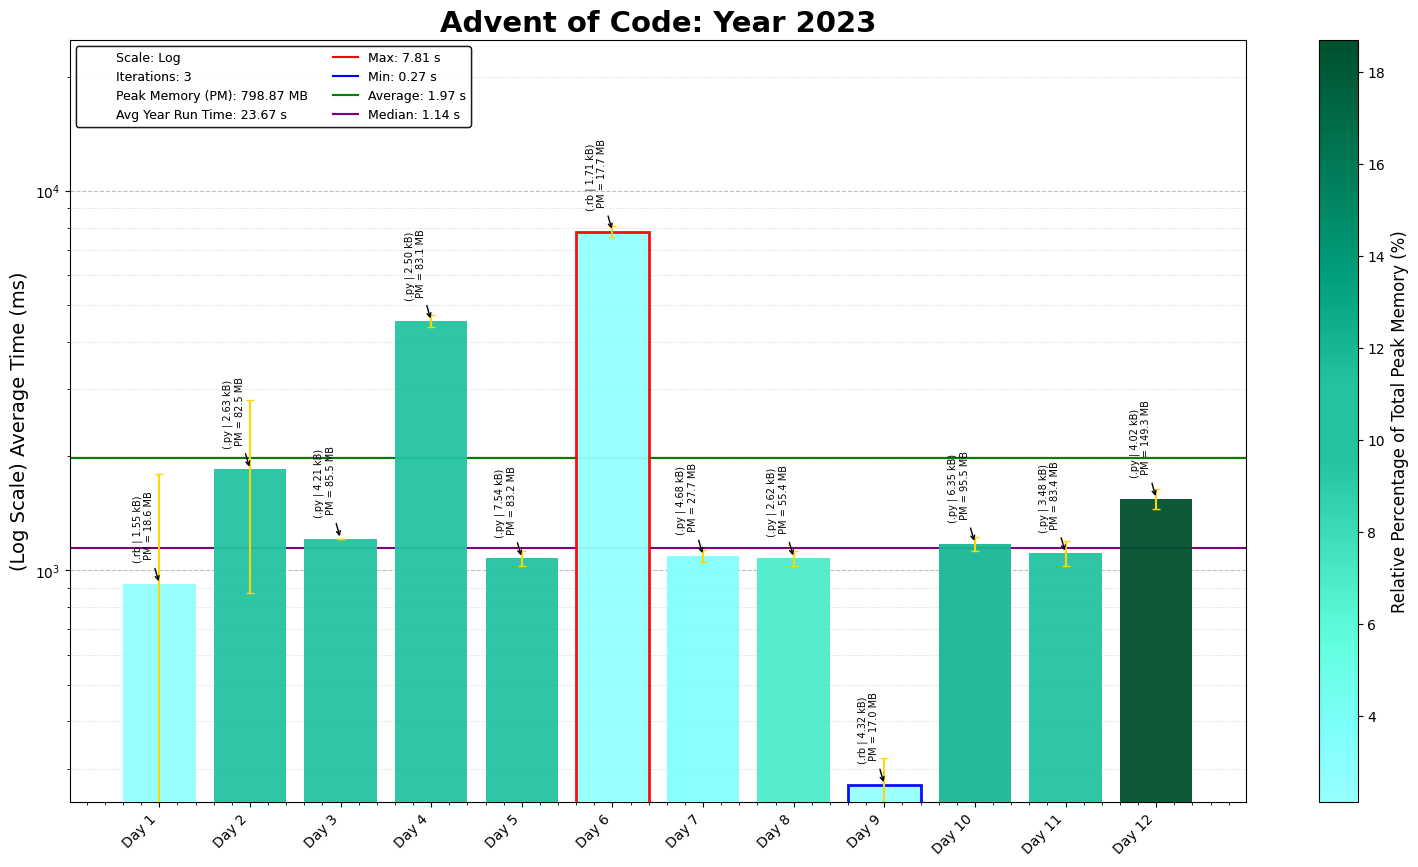 Advent of Code: Year 2023
Scale: Log
Iterations: 3
Peak Memory (PM): 798.87 MB
Avg Year Run Time: 23.67 s
Max: 7.81 s
Min: 0.27 s
Average: 1.97 s
Median: 1.14 s
(Log Scale) Average Time (ms)
10⁴
10³
(.rb | 1.55 kB)
PM = 18.6 MB
(.py | 2.63 kB)
PM = 82.5 MB
(.py | 4.21 kB)
PM = 85.5 MB
(.py | 2.50 kB)
PM = 83.1 MB
(.py | 7.54 kB)
PM = 83.2 MB
(.rb | 1.71 kB)
PM = 17.7 MB
(.py | 4.68 kB)
PM = 27.7 MB
(.py | 2.62 kB)
PM = 55.4 MB
(.rb | 4.32 kB)
PM = 17.0 MB
(.py | 6.35 kB)
PM = 95.5 MB
(.py | 3.48 kB)
PM = 83.4 MB
(.py | 4.02 kB)
PM = 149.3 MB
Day 1
Day 2
Day 3
Day 4
Day 5
Day 6
Day 7
Day 8
Day 9
Day 10
Day 11
Day 12
18
16
14
12
10
8
6
4
Relative Percentage of Total Peak Memory (%)